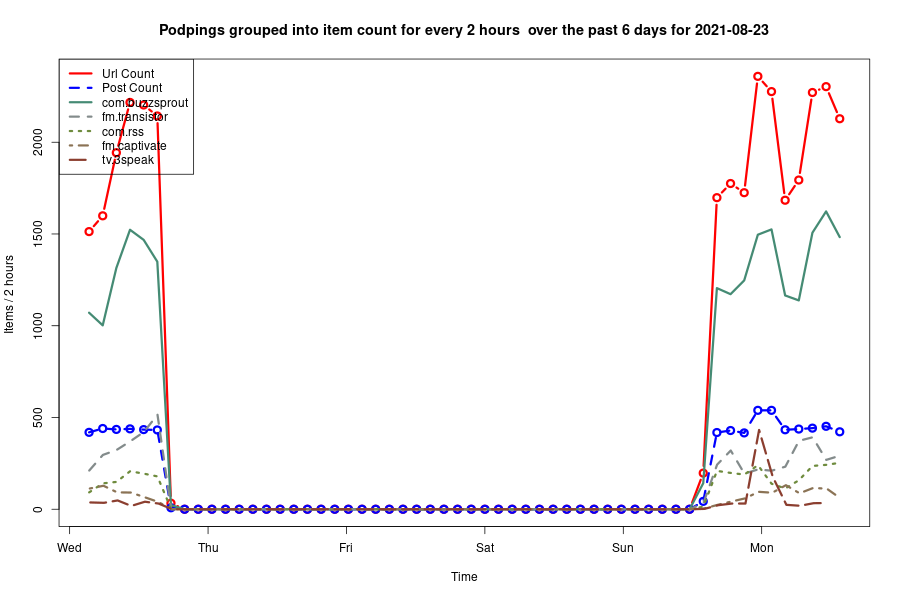 Podpings grouped into item count for every 2 hours  over the past 6 days for 2021-08-23
Url Count
Post Count
com.buzzsprout
fm.transistor
com.rss
fm.captivate
tv.3speak
Items / 2 hours
2000
1500
1000
500
0
Wed Thu Fri Sat Sun Mon
Time